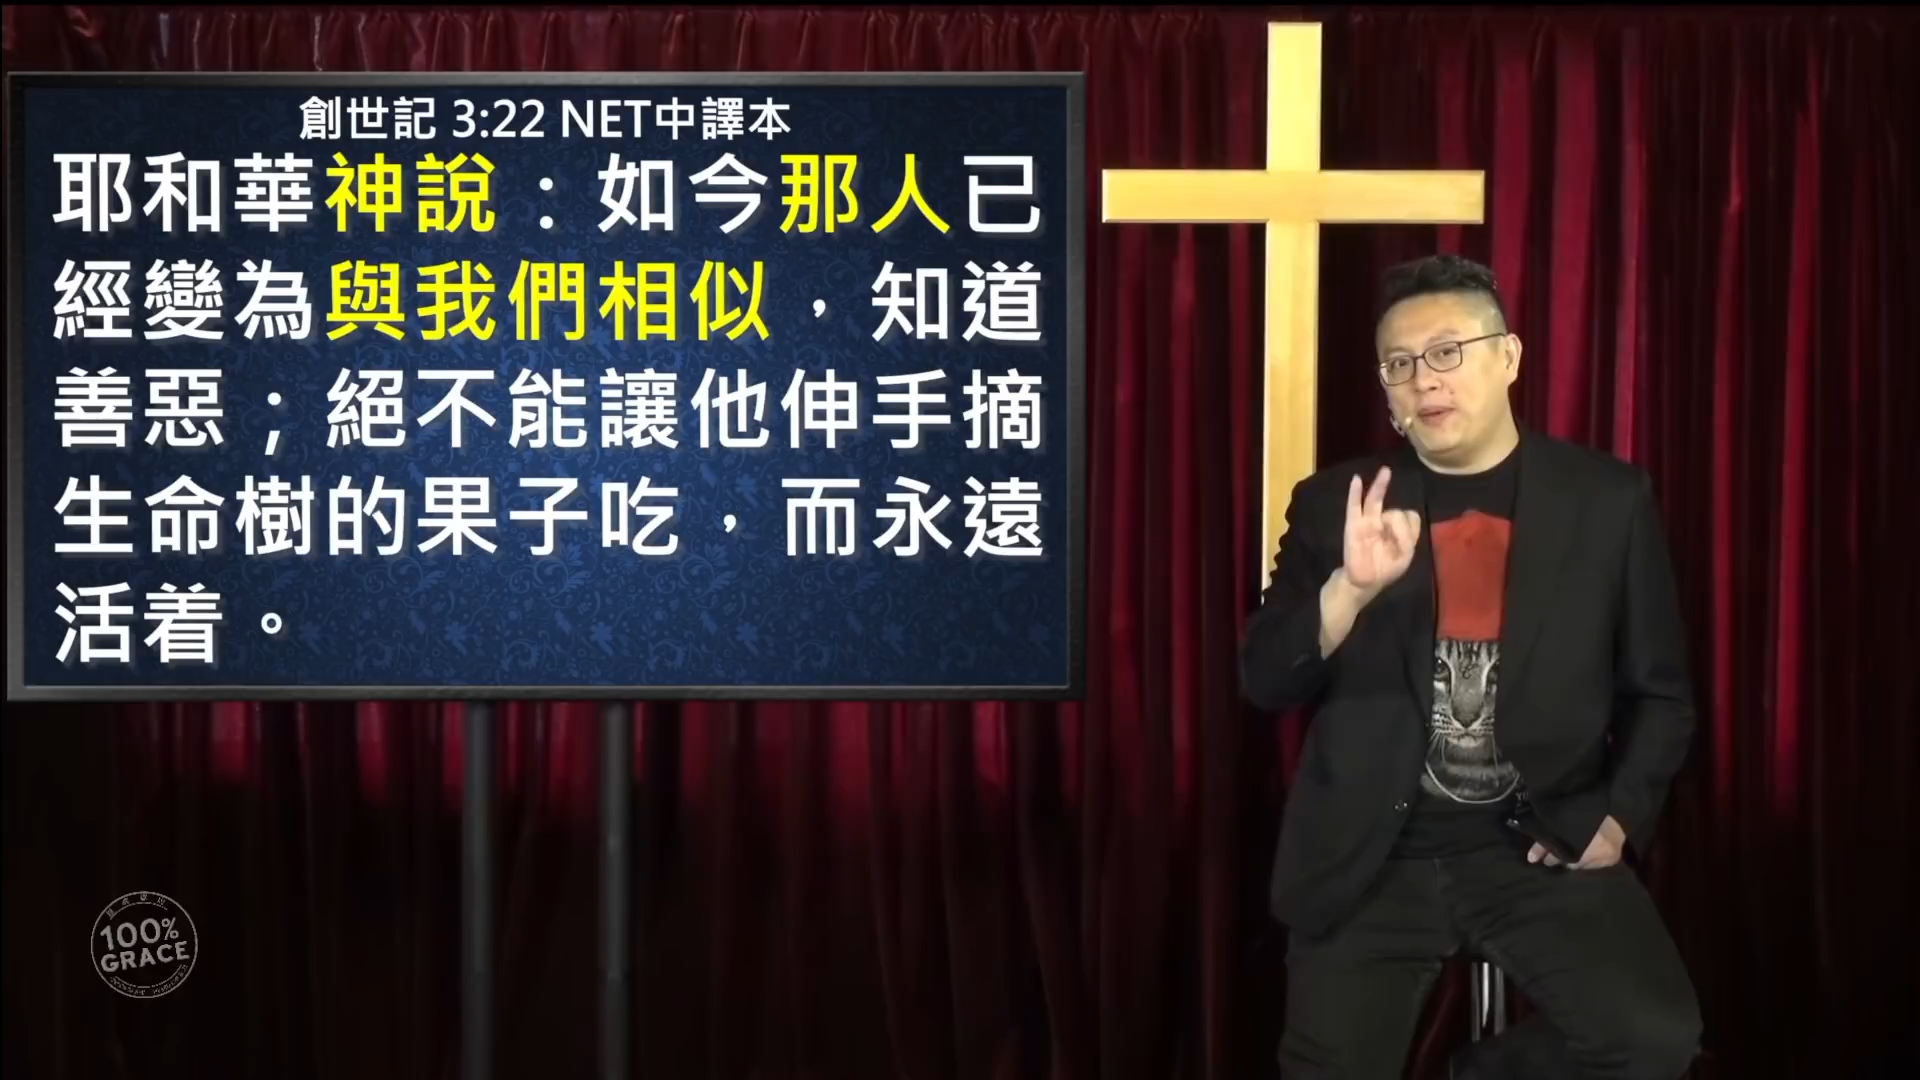 創世記 3:22 NET中譯本
耶和華神說：如今那人已
經變為與我們相似，知道
善惡；絕不能讓他伸手摘
生命樹的果子吃，而永遠
活着。
100%
GRACE